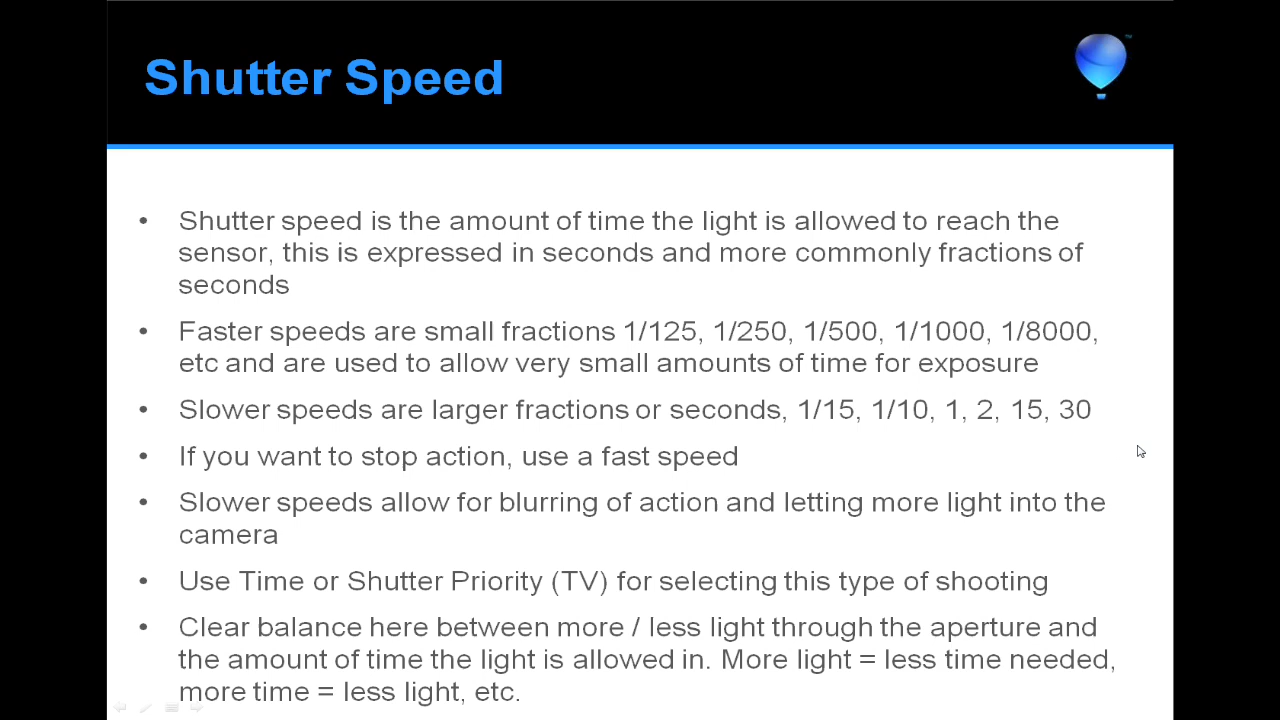 Shutter Speed
™
• Shutter speed is the amount of time the light is allowed to reach the
sensor, this is expressed in seconds and more commonly fractions of
seconds
• Faster speeds are small fractions 1/125, 1/250, 1/500, 1/1000, 1/8000,
etc and are used to allow very small amounts of time for exposure
• Slower speeds are larger fractions or seconds, 1/15, 1/10, 1, 2, 15, 30
• If you want to stop action, use a fast speed
• Slower speeds allow for blurring of action and letting more light into the
camera
• Use Time or Shutter Priority (TV) for selecting this type of shooting
• Clear balance here between more / less light through the aperture and
the amount of time the light is allowed in. More light = less time needed,
more time = less light, etc.